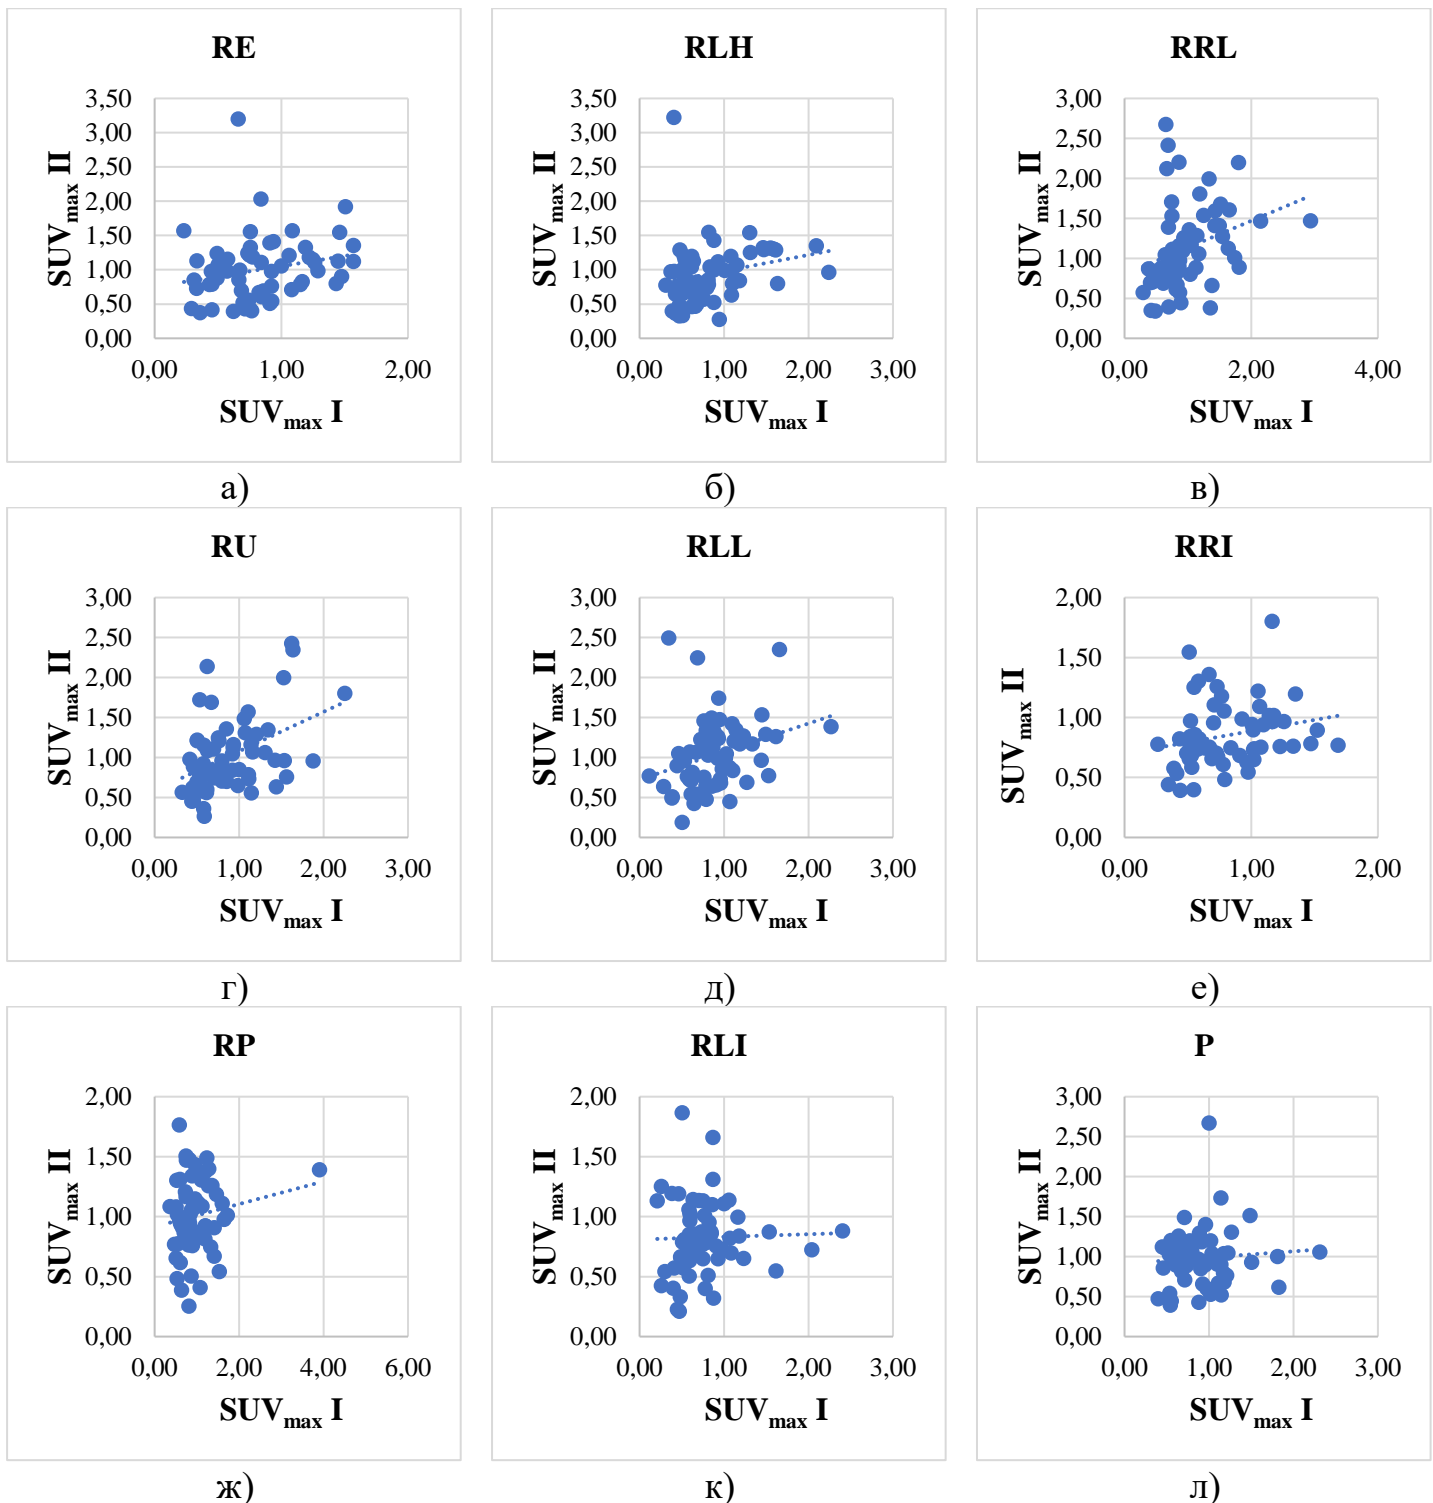 RE
3,50
3,00
2,50
2,00
1,50
1,00
0,50
0,00
0,00 1,00 2,00
SUVmax II
SUVmax I
а)
RLH
3,50
3,00
2,50
2,00
1,50
1,00
0,50
0,00
0,00 1,00 2,00 3,00
SUVmax II
SUVmax I
б)
RRL
3,00
2,50
2,00
1,50
1,00
0,50
0,00
0,00 2,00 4,00
SUVmax II
SUVmax I
в)
RU
3,00
2,50
2,00
1,50
1,00
0,50
0,00
0,00 1,00 2,00 3,00
SUVmax II
SUVmax I
г)
RLL
3,00
2,50
2,00
1,50
1,00
0,50
0,00
0,00 1,00 2,00 3,00
SUVmax II
SUVmax I
д)
RRI
2,00
1,50
1,00
0,50
0,00
0,00 1,00 2,00
SUVmax II
SUVmax I
е)
RP
2,00
1,50
1,00
0,50
0,00
0,00 2,00 4,00 6,00
SUVmax II
SUVmax I
ж)
RLI
2,00
1,50
1,00
0,50
0,00
0,00 1,00 2,00 3,00
SUVmax II
SUVmax I
к)
P
3,00
2,50
2,00
1,50
1,00
0,50
0,00
0,00 1,00 2,00 3,00
SUVmax II
SUVmax I
л)